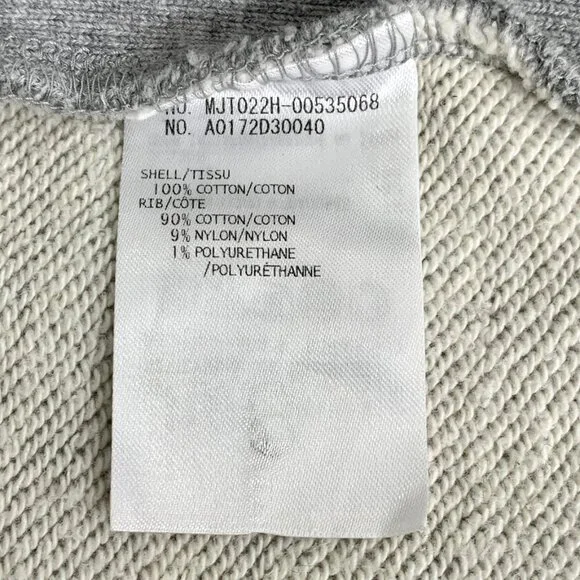 NO. MJT022H-00535068
NO. A0172D30040
SHELL/TISSU
100% COTTON/COTON
RIB/CÔTE
90% COTTON/COTON
9% NYLON/NYLON
1% POLYURETHANE
/POLYURÉTHANNE